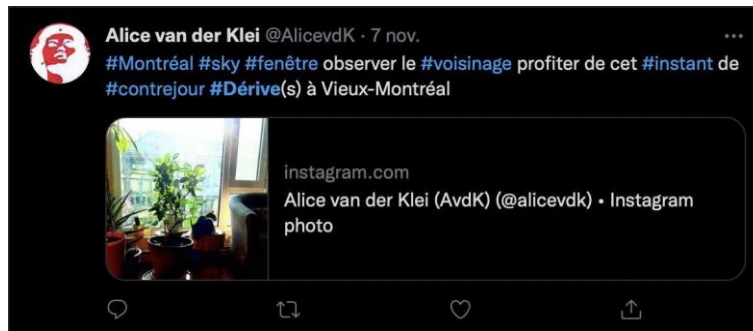 Alice van der Klei @AlicevdK · 7 nov.
#Montréal #sky #fenêtre observer le #voisinage profiter de cet #instant de
#contrejour #Dérive(s) à Vieux-Montréal
instagram.com
Alice van der Klei (AvdK) (@alicevdk) • Instagram
photo